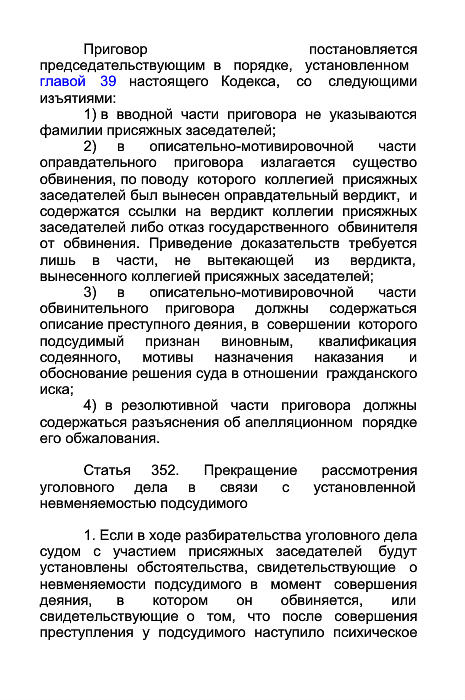 Приговор постановляется
председательствующим в порядке, установленном
главой 39 настоящего Кодекса, со следующими
изъятиями:
1) в вводной части приговора не указываются
фамилии присяжных заседателей;
2) в описательно-мотивировочной части
оправдательного приговора излагается существо
обвинения, по поводу которого коллегией присяжных
заседателей был вынесен оправдательный вердикт, и
содержатся ссылки на вердикт коллегии присяжных
заседателей либо отказ государственного обвинителя
от обвинения. Приведение доказательств требуется
лишь в части, не вытекающей из вердикта,
вынесенного коллегией присяжных заседателей;
3) в описательно-мотивировочной части
обвинительного приговора должны содержаться
описание преступного деяния, в совершении которого
подсудимый признан виновным, квалификация
содеянного, мотивы назначения наказания и
обоснование решения суда в отношении гражданского
иска;
4) в резолютивной части приговора должны
содержаться разъяснения об апелляционном порядке
его обжалования.
Статья 352. Прекращение рассмотрения
уголовного дела в связи с установленной
невменяемостью подсудимого
1. Если в ходе разбирательства уголовного дела
судом с участием присяжных заседателей будут
установлены обстоятельства, свидетельствующие о
невменяемости подсудимого в момент совершения
деяния, в котором он обвиняется, или
свидетельствующие о том, что после совершения
преступления у подсудимого наступило психическое